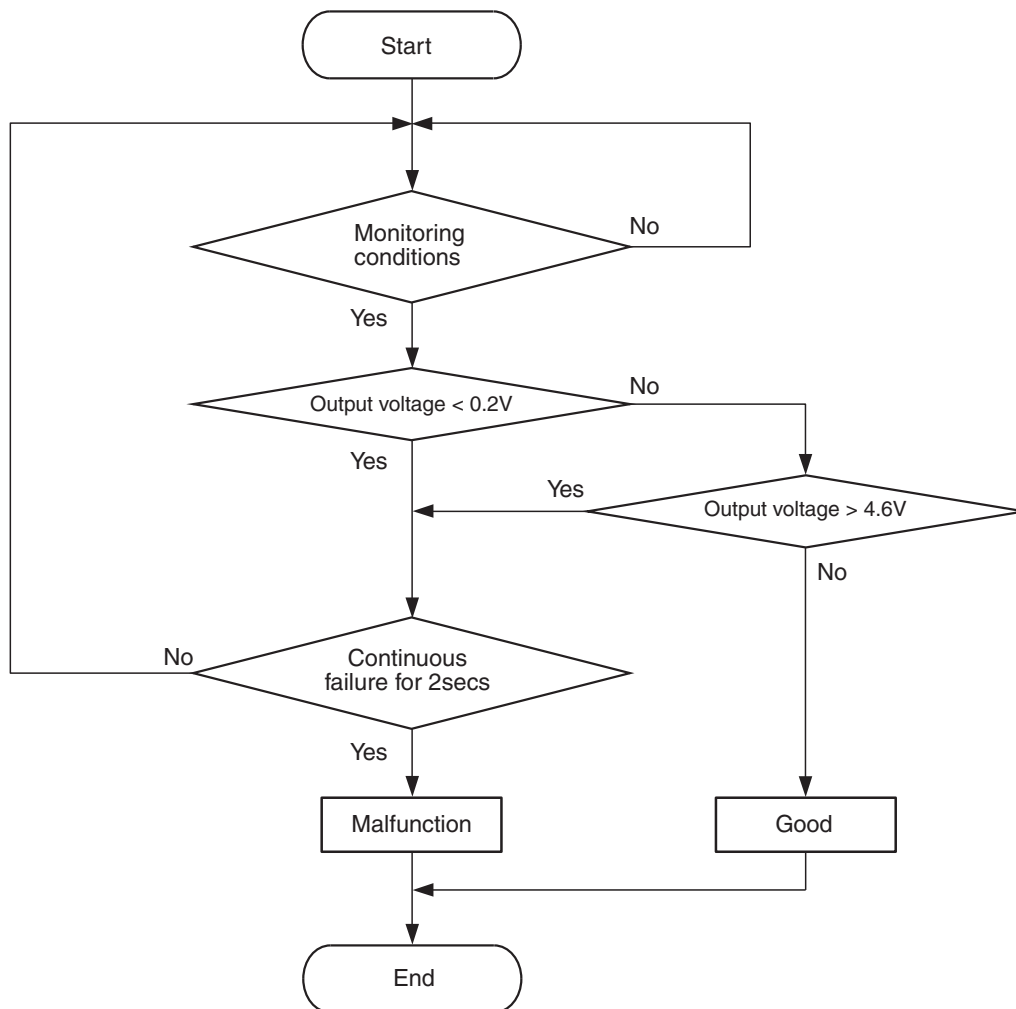 Start
Monitoring
conditions
No
Yes
Output voltage < 0.2V
No
Yes
Yes
Output voltage > 4.6V
No
No
Continuous
failure for 2secs
Yes
Malfunction
Good
End